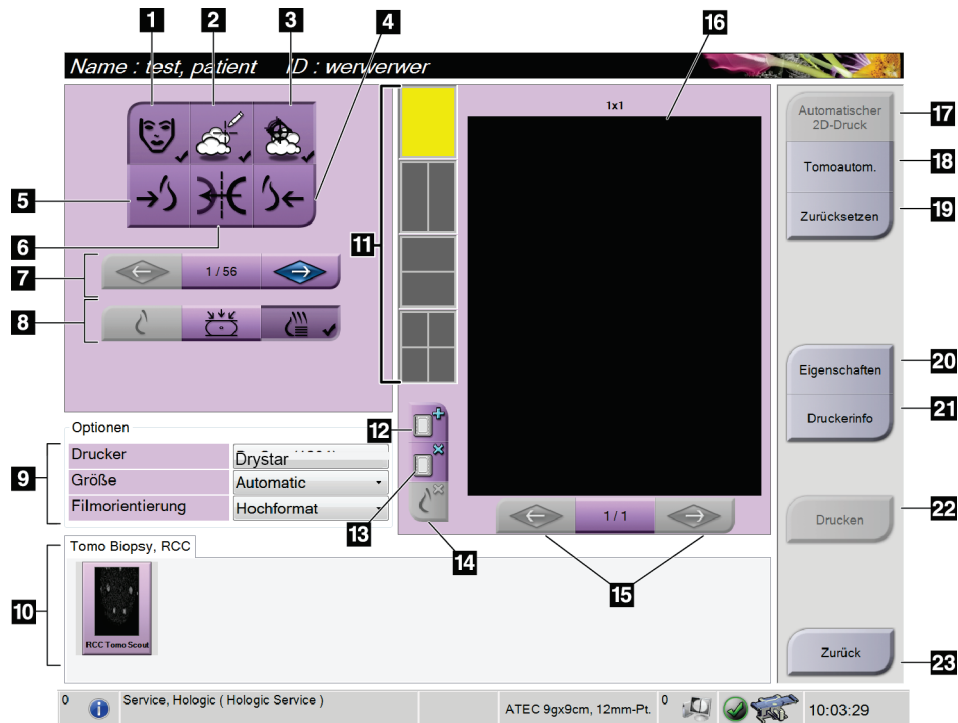 1 2 3 4 16
Name : test, patient ID : werwerwer
1x1
Automatischer
2D-Druck
17
Tomoautom.
18
Zurücksetzen
19
5
6
11
7
1 / 56
8
Eigenschaften
20
Druckerinfo
21
Optionen
12
9
Drucker
Drystar
Größe
Automatic
Filmorientierung
Hochformat
13
1 / 1
Drucken
22
14
15
Tomo Biopsy, RCC
10
RCC Tomo Scout
Zurück
23
0
Service, Hologic ( Hologic Service )
ATEC 9gx9cm, 12mm-Pt.
0
10:03:29